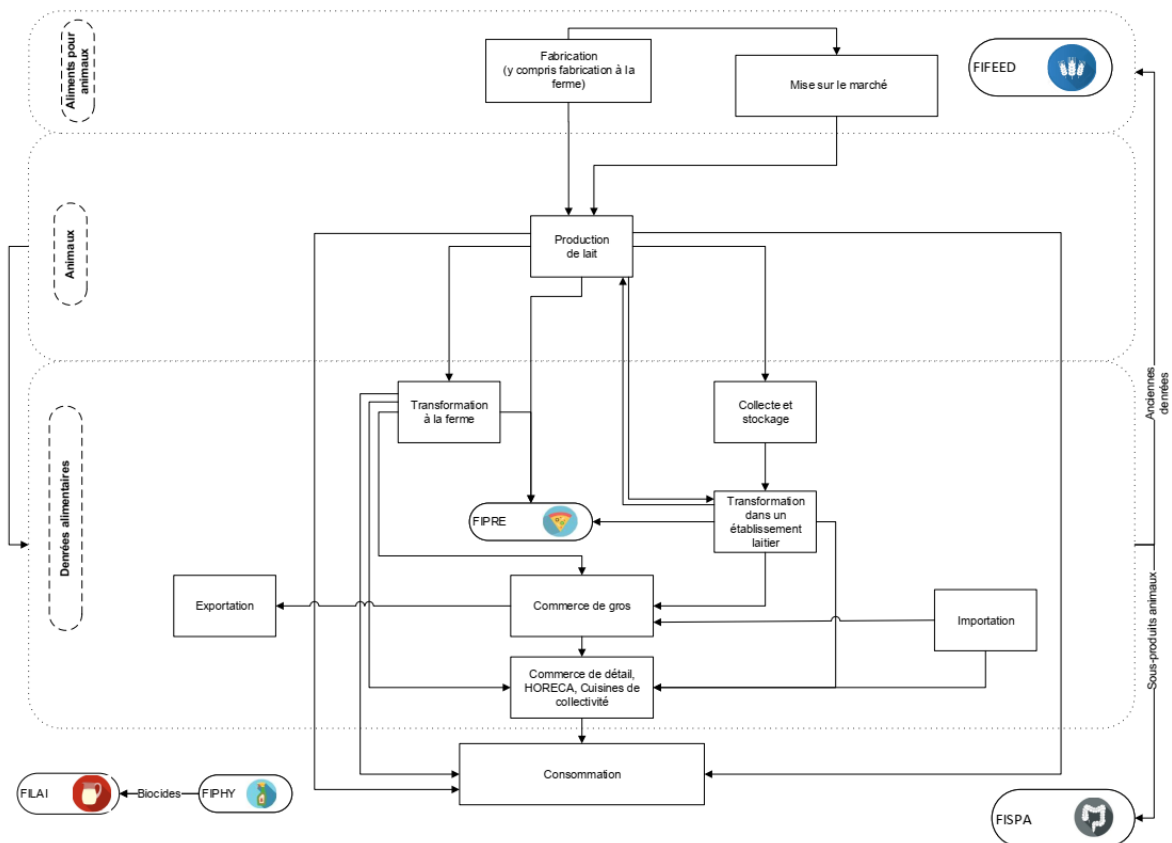 Aliments pour
animaux
Fabrication
(y compris fabrication à la
ferme)
Mise sur le marché
FIFEED
Animaux
Production
de lait
Denrées alimentaires
Transformation
à la ferme
Collecte et
stockage
Anciennes
denrées
FIPRE
Transformation
dans un
établissement
laitier
Exportation
Commerce de gros
Importation
Sous-produits animaux
Commerce de détail,
HORECA, Cuisines de
collectivité
Consommation
FILAI
Biocides
FIPHY
FISPA